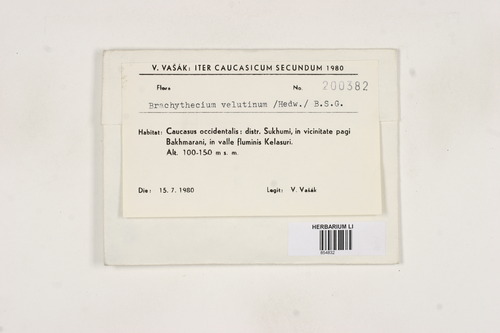 V. VAŠÁK: ITER CAUCASICUM SECUNDUM 1980
Flora No. 200382
Brachythecium velutinum /Hedw./ B.S.G.
Habitat: Caucasus occidentalis: distr. Sukhumi, in vicinitate pagi
Bakhmarani, in valle fluminis Kelasuri.
Alt. 100-150 m s. m.
Die: 15. 7. 1980 Legit: V. Vašák
HERBARIUM LI